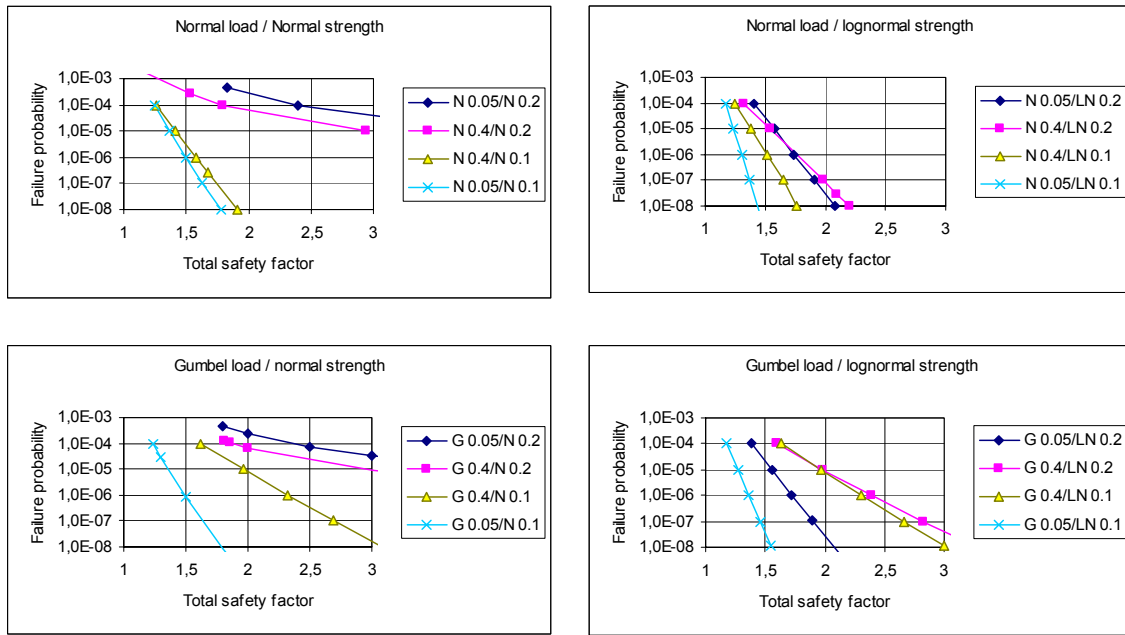 Normal load / Normal strength
Failure probability
1,0E-03
1,0E-04
1,0E-05
1,0E-06
1,0E-07
1,0E-08
1 1,5 2 2,5 3
Total safety factor
N 0.05/N 0.2
N 0.4/N 0.2
N 0.4/N 0.1
N 0.05/N 0.1
Normal load / lognormal strength
Failure probability
1,0E-03
1,0E-04
1,0E-05
1,0E-06
1,0E-07
1,0E-08
1 1,5 2 2,5 3
Total safety factor
N 0.05/LN 0.2
N 0.4/LN 0.2
N 0.4/LN 0.1
N 0.05/LN 0.1
Gumbel load / normal strength
Failure probability
1,0E-03
1,0E-04
1,0E-05
1,0E-06
1,0E-07
1,0E-08
1 1,5 2 2,5 3
Total safety factor
G 0.05/N 0.2
G 0.4/N 0.2
G 0.4/N 0.1
G 0.05/N 0.1
Gumbel load / lognormal strength
Failure probability
1,0E-03
1,0E-04
1,0E-05
1,0E-06
1,0E-07
1,0E-08
1 1,5 2 2,5 3
Total safety factor
G 0.05/LN 0.2
G 0.4/LN 0.2
G 0.4/LN 0.1
G 0.05/LN 0.1